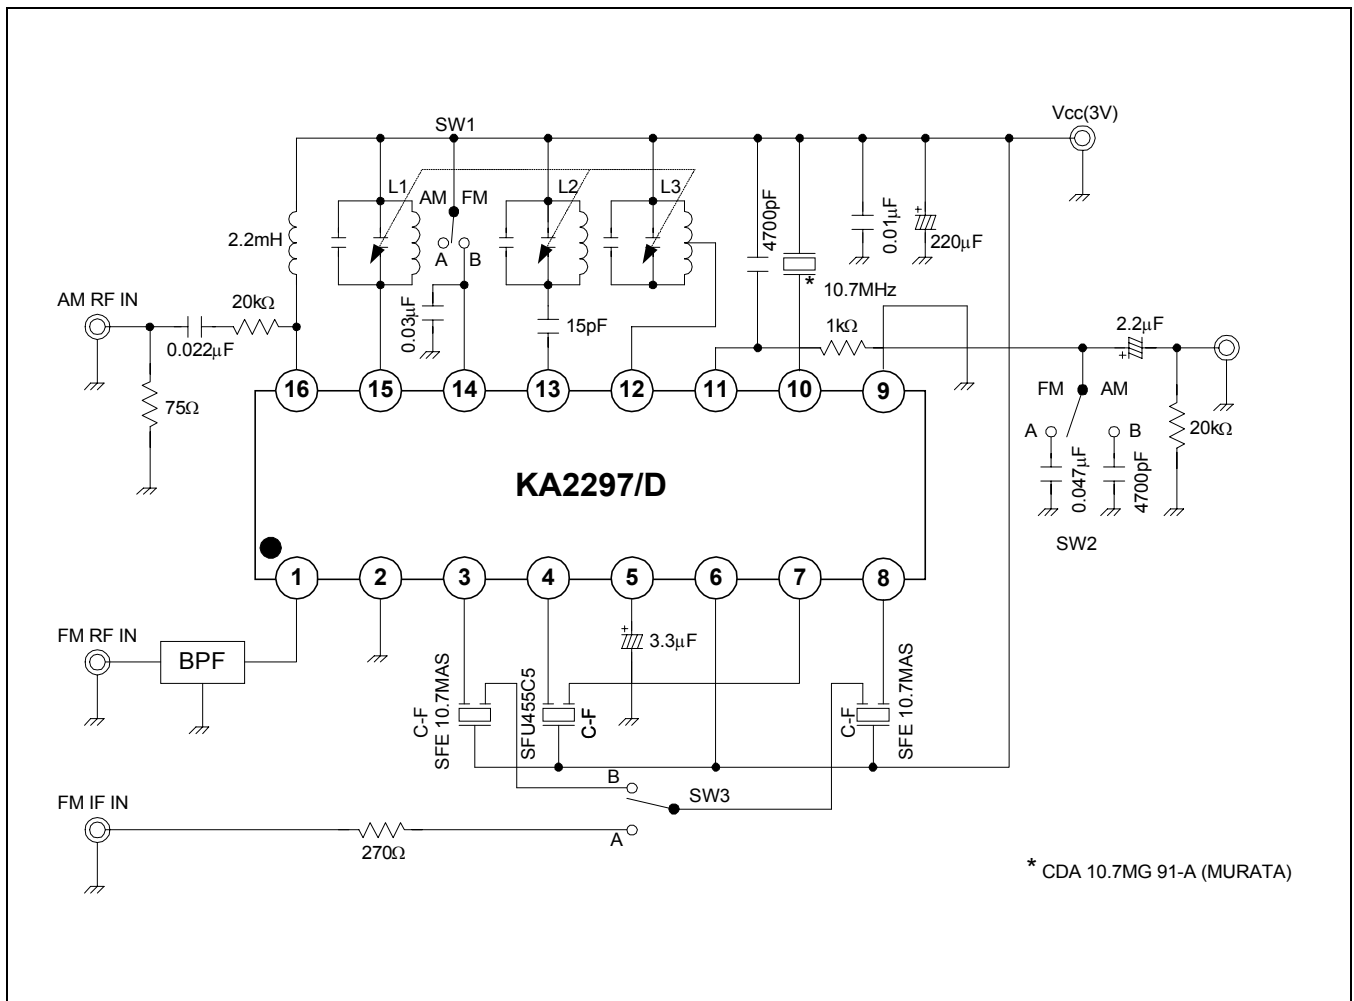 Vcc(3V)
SW1
L1
AM
FM
L2
L3
2.2mH
A
B
4700pF
0.01μF
220μF
* 10.7MHz
AM RF IN
20kΩ
0.022μF
0.03μF
15pF
1kΩ
2.2μF
75Ω
16
15
14
13
12
11
10
9
FM
AM
A
B
20kΩ
0.047μF
4700pF
SW2
KA2297/D
1
2
3
4
5
6
7
8
FM RF IN
BPF
3.3μF
C-F
SFE 10.7MAS
SFU455C5
C-F
C-F
SFE 10.7MAS
B
SW3
A
FM IF IN
270Ω
* CDA 10.7MG 91-A (MURATA)
+
+
+